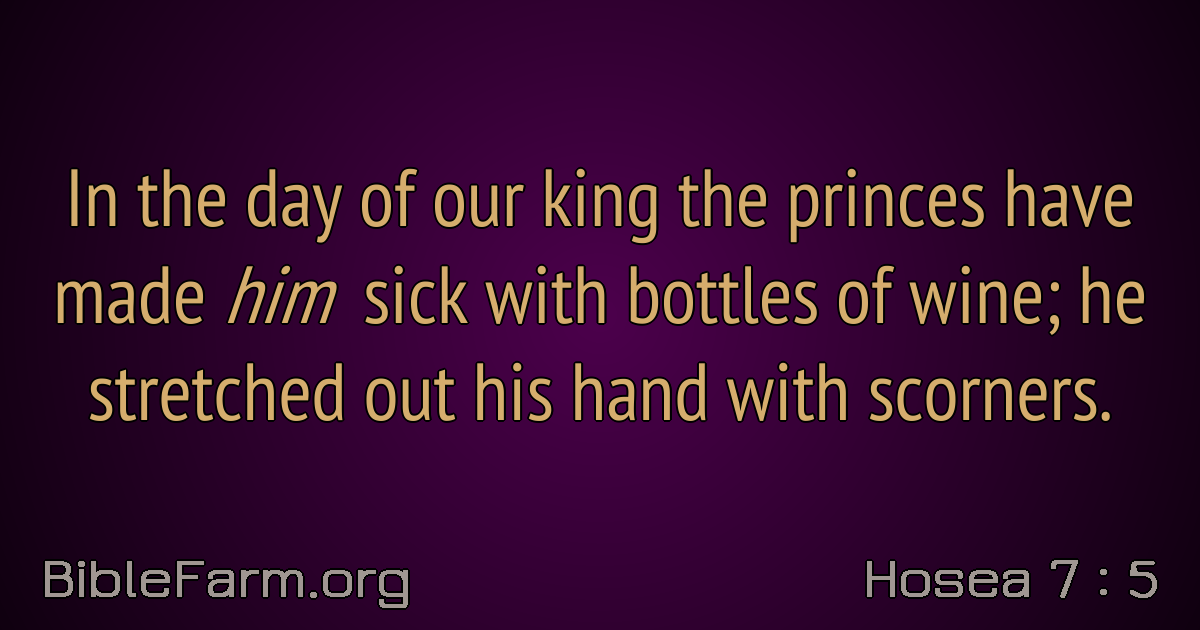 In the day of our king the princes have
made him sick with bottles of wine; he
stretched out his hand with scorners.
BibleFarm.org
Hosea 7 : 5